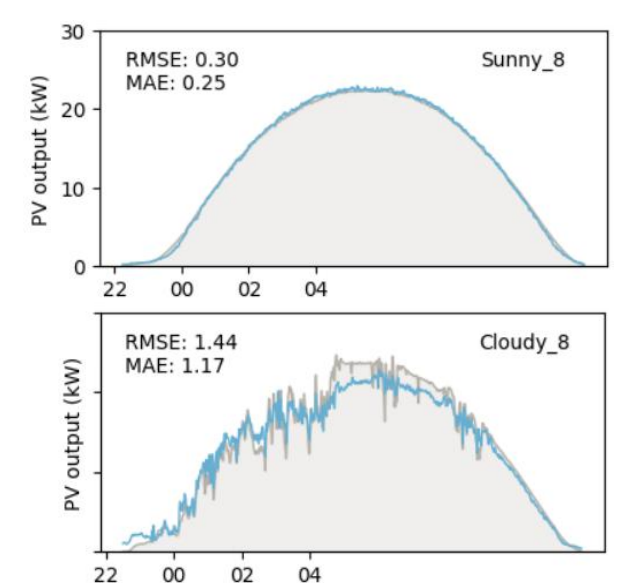 30
RMSE: 0.30
Sunny_8
MAE: 0.25
20
PV output (kW)
10
0
22 00 02 04
RMSE: 1.44
Cloudy_8
MAE: 1.17
PV output (kW)
22 00 02 04